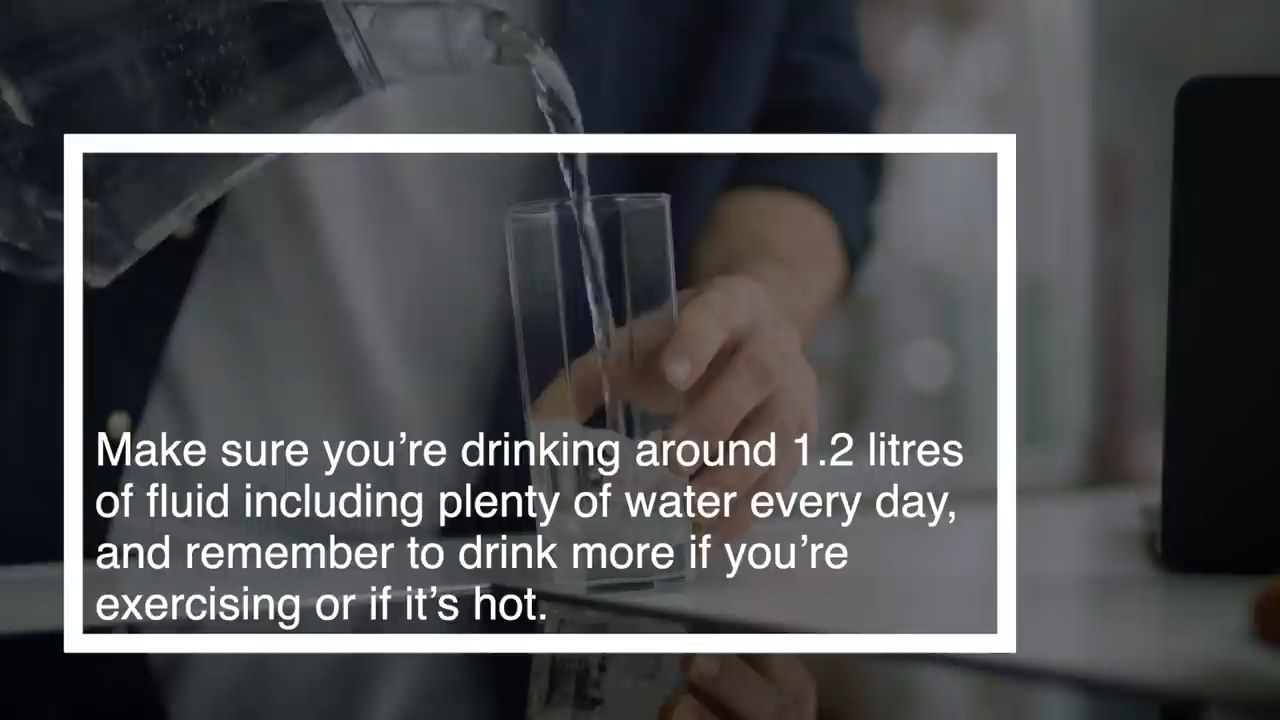 Make sure you’re drinking around 1.2 litres
of fluid including plenty of water every day,
and remember to drink more if you’re
exercising or if it’s hot.